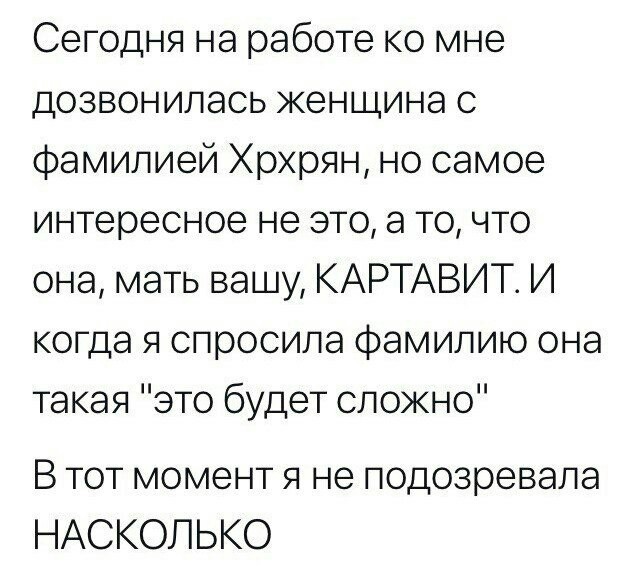 Сегодня на работе ко мне
дозвонилась женщина с
фамилией Хрхрян, но самое
интересное не это, а то, что
она, мать вашу, КАРТАВИТ. И
когда я спросила фамилию она
такая "это будет сложно"
В тот момент я не подозревала
НАСКОЛЬКО